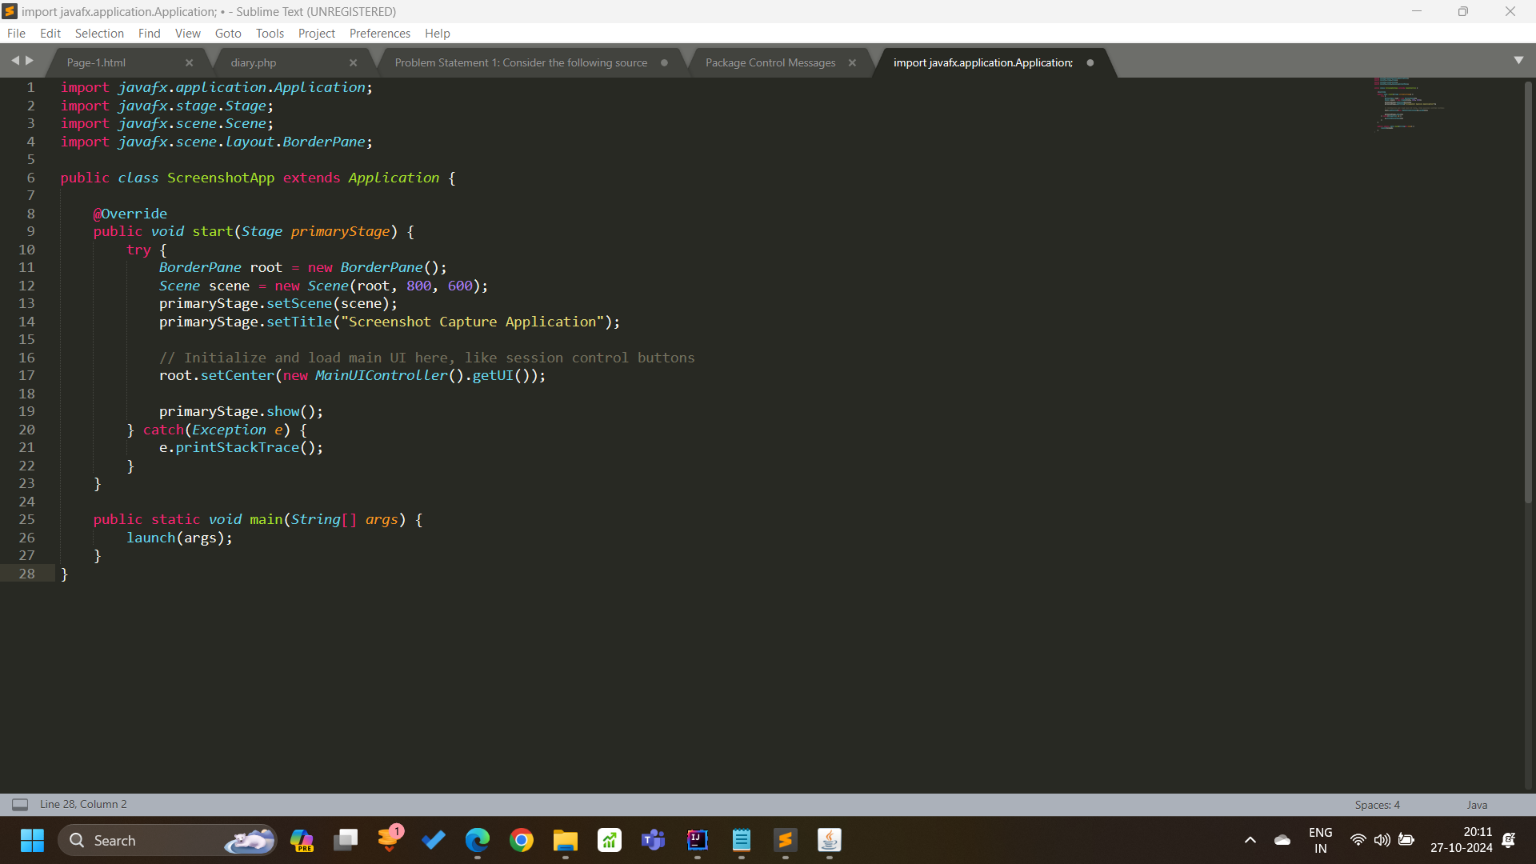 import javafx.application.Application; • - Sublime Text (UNREGISTERED)
File Edit Selection Find View Goto Tools Project Preferences Help
Page-1.html diary.php Problem Statement 1: Consider the following source Package Control Messages import javafx.application.Application;
1 import javafx.application.Application;
2 import javafx.stage.Stage;
3 import javafx.scene.Scene;
4 import javafx.scene.layout.BorderPane;
5
6 public class ScreenshotApp extends Application {
7
8     @Override
9     public void start(Stage primaryStage) {
10         try {
11             BorderPane root = new BorderPane();
12             Scene scene = new Scene(root, 800, 600);
13             primaryStage.setScene(scene);
14             primaryStage.setTitle("Screenshot Capture Application");
15
16             // Initialize and load main UI here, like session control buttons
17             root.setCenter(new MainUIController().getUI());
18
19             primaryStage.show();
20         } catch(Exception e) {
21             e.printStackTrace();
22         }
23     }
24
25     public static void main(String[] args) {
26         launch(args);
27     }
28 }
Line 28, Column 2 Spaces: 4 Java
Search PRE 1 IJ ENG 20:11
IN 27-10-2024